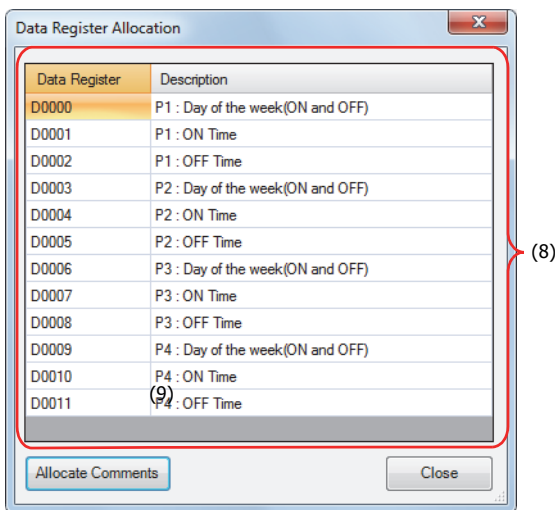 Data Register Allocation
Data Register Description
D0000 P1 : Day of the week(ON and OFF)
D0001 P1 : ON Time
D0002 P1 : OFF Time
D0003 P2 : Day of the week(ON and OFF)
D0004 P2 : ON Time
D0005 P2 : OFF Time
(8)
D0006 P3 : Day of the week(ON and OFF)
D0007 P3 : ON Time
D0008 P3 : OFF Time
D0009 P4 : Day of the week(ON and OFF)
D0010 P4 : ON Time
(9)
D0011 P4 : OFF Time
Allocate Comments Close